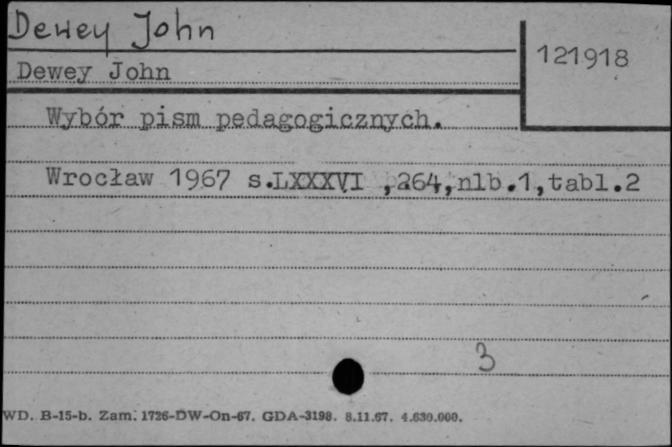 Dewey John
121918
Dewey John
Wybór pism pedagogicznych.
Wrocław 1967 s.LXXXVI ,264,nlb.1,tabl.2
3
WD. B-15-b. Zam. 1726-DW-On-67. GDA-3198. 8.11.67. 4.630.000.